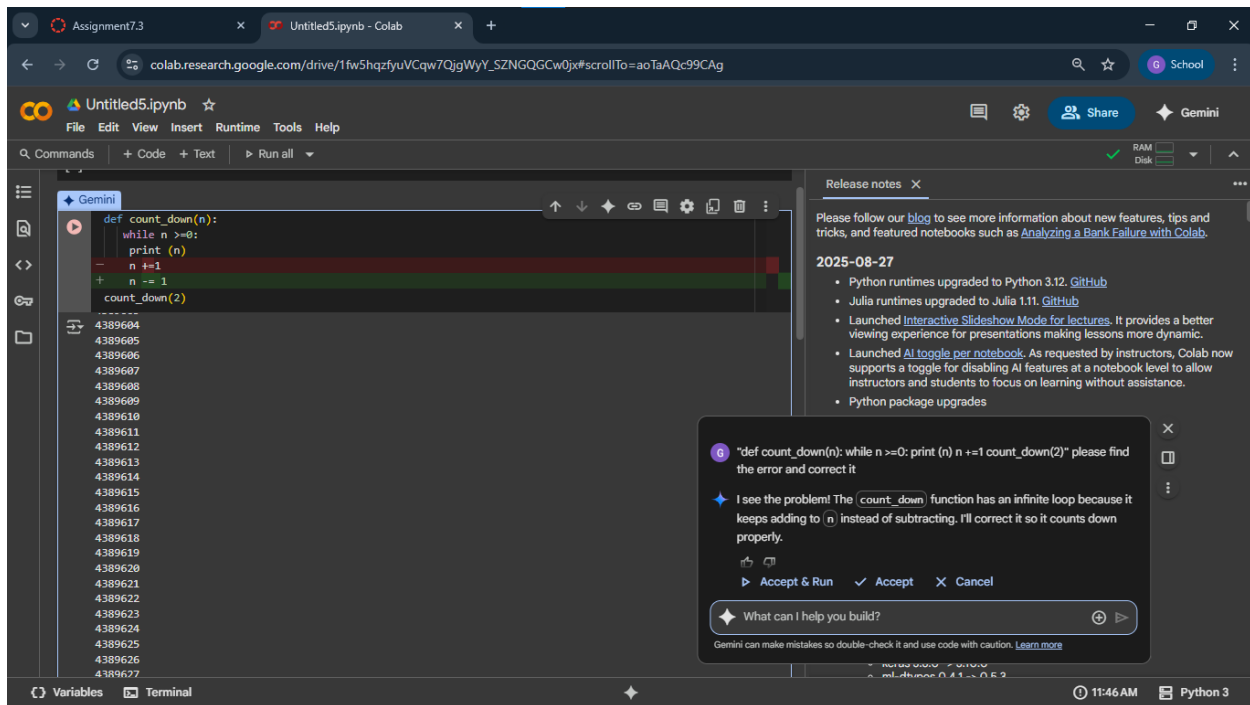 Assignment7.3
Untitled5.ipynb - Colab
colab.research.google.com/drive/1fw5hqzfyuVCqw7QjgWyY_SZNGQGCw0jx#scrollTo=aoTaAQc99CAg
G School
CO
Untitled5.ipynb
File Edit View Insert Runtime Tools Help
Share
Gemini
Commands + Code + Text Run all
RAM
Disk
Gemini
def count_down(n):
while n >=0:
print (n)
- n +=1
+ n -= 1
count_down(2)
4389604
4389605
4389606
4389607
4389608
4389609
4389610
4389611
4389612
4389613
4389614
4389615
4389616
4389617
4389618
4389619
4389620
4389621
4389622
4389623
4389624
4389625
4389626
4389627
Release notes
Please follow our blog to see more information about new features, tips and
tricks, and featured notebooks such as Analyzing a Bank Failure with Colab.
2025-08-27
• Python runtimes upgraded to Python 3.12. GitHub
• Julia runtimes upgraded to Julia 1.11. GitHub
• Launched Interactive Slideshow Mode for lectures. It provides a better
viewing experience for presentations making lessons more dynamic.
• Launched AI toggle per notebook. As requested by instructors, Colab now
supports a toggle for disabling AI features at a notebook level to allow
instructors and students to focus on learning without assistance.
• Python package upgrades
G "def count_down(n): while n >=0: print (n) n +=1 count_down(2)" please find
the error and correct it
I see the problem! The count_down function has an infinite loop because it
keeps adding to n instead of subtracting. I'll correct it so it counts down
properly.
Accept & Run Accept Cancel
What can I help you build?
Gemini can make mistakes so double-check it and use code with caution. Learn more
Variables Terminal
11:46 AM Python 3